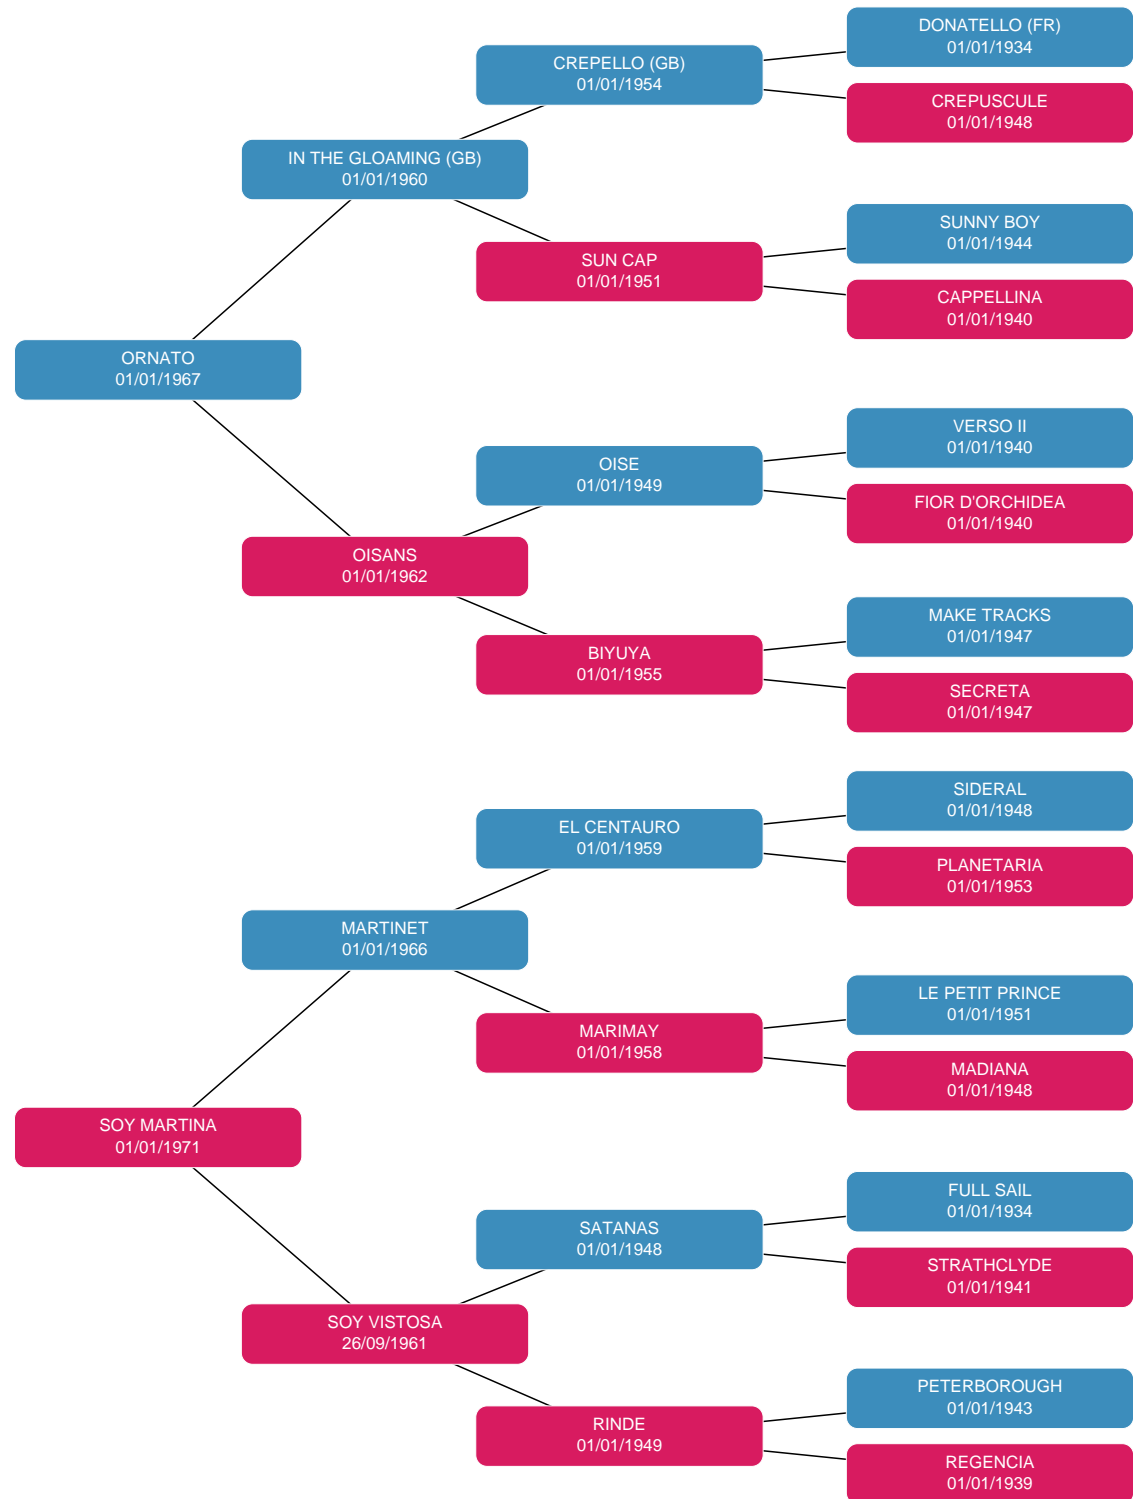 DONATELLO (FR)
01/01/1934
CREPELLO (GB)
01/01/1954
CREPUSCULE
01/01/1948
IN THE GLOAMING (GB)
01/01/1960
SUNNY BOY
01/01/1944
SUN CAP
01/01/1951
CAPPELLINA
01/01/1940
ORNATO
01/01/1967
VERSO II
01/01/1940
OISE
01/01/1949
FIOR D'ORCHIDEA
01/01/1940
OISANS
01/01/1962
MAKE TRACKS
01/01/1947
BIYUYA
01/01/1955
SECRETA
01/01/1947
SIDERAL
01/01/1948
EL CENTAURO
01/01/1959
PLANETARIA
01/01/1953
MARTINET
01/01/1966
LE PETIT PRINCE
01/01/1951
MARIMAY
01/01/1958
MADIANA
01/01/1948
SOY MARTINA
01/01/1971
FULL SAIL
01/01/1934
SATANAS
01/01/1948
STRATHCLYDE
01/01/1941
SOY VISTOSA
26/09/1961
PETERBOROUGH
01/01/1943
RINDE
01/01/1949
REGENCIA
01/01/1939